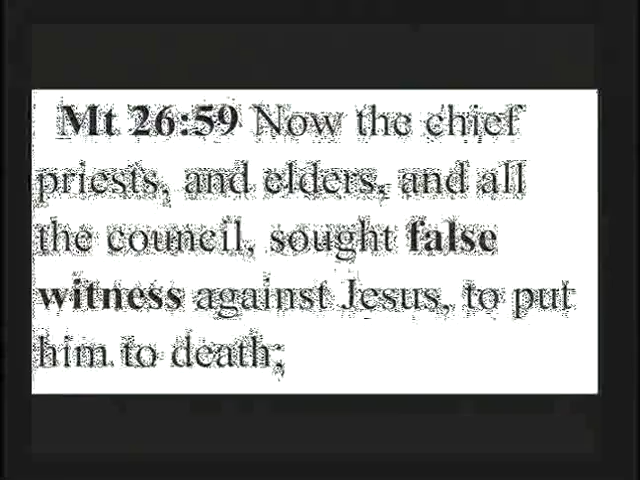 Mt 26:59 Now the chief
priests, and elders, and all
the council, sought false
witness against Jesus, to put
him to death;